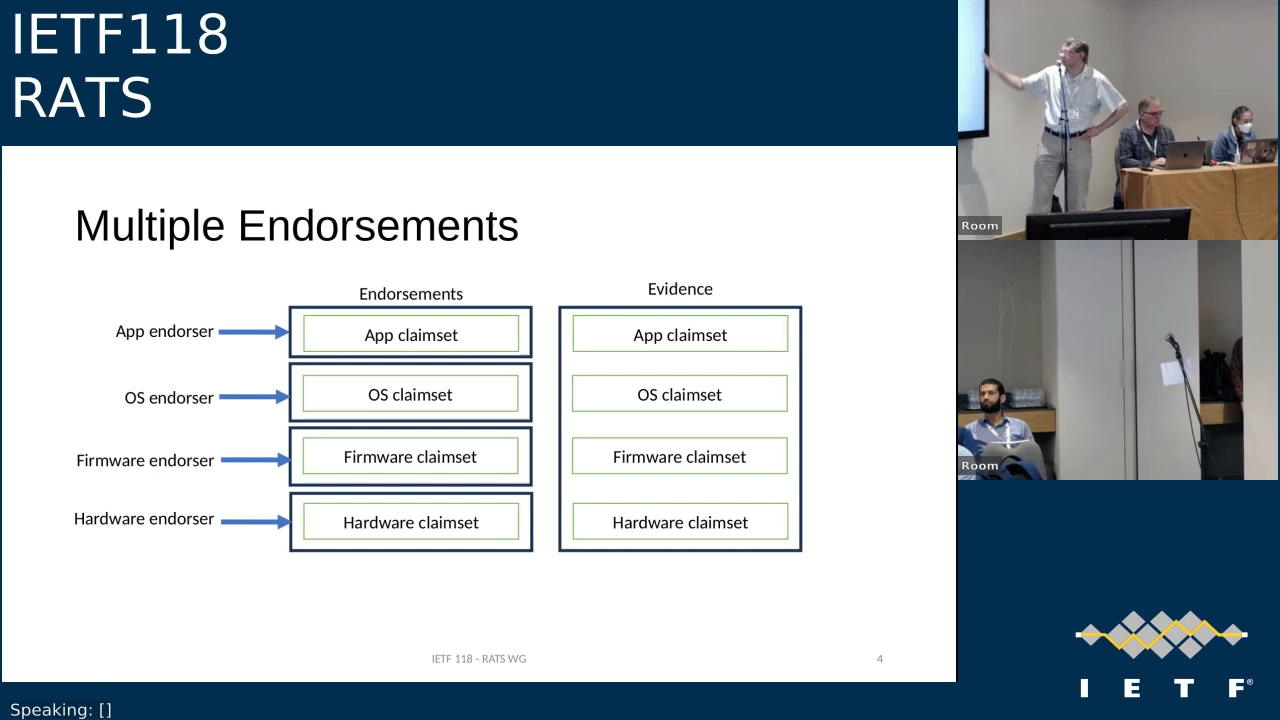 IETF118
RATS
Multiple Endorsements
Endorsements
Evidence
App endorser
App claimset
App claimset
OS endorser
OS claimset
OS claimset
Firmware endorser
Firmware claimset
Firmware claimset
Hardware endorser
Hardware claimset
Hardware claimset
IETF 118 - RATS WG
4
Room
Room
I E T F®
Speaking: []